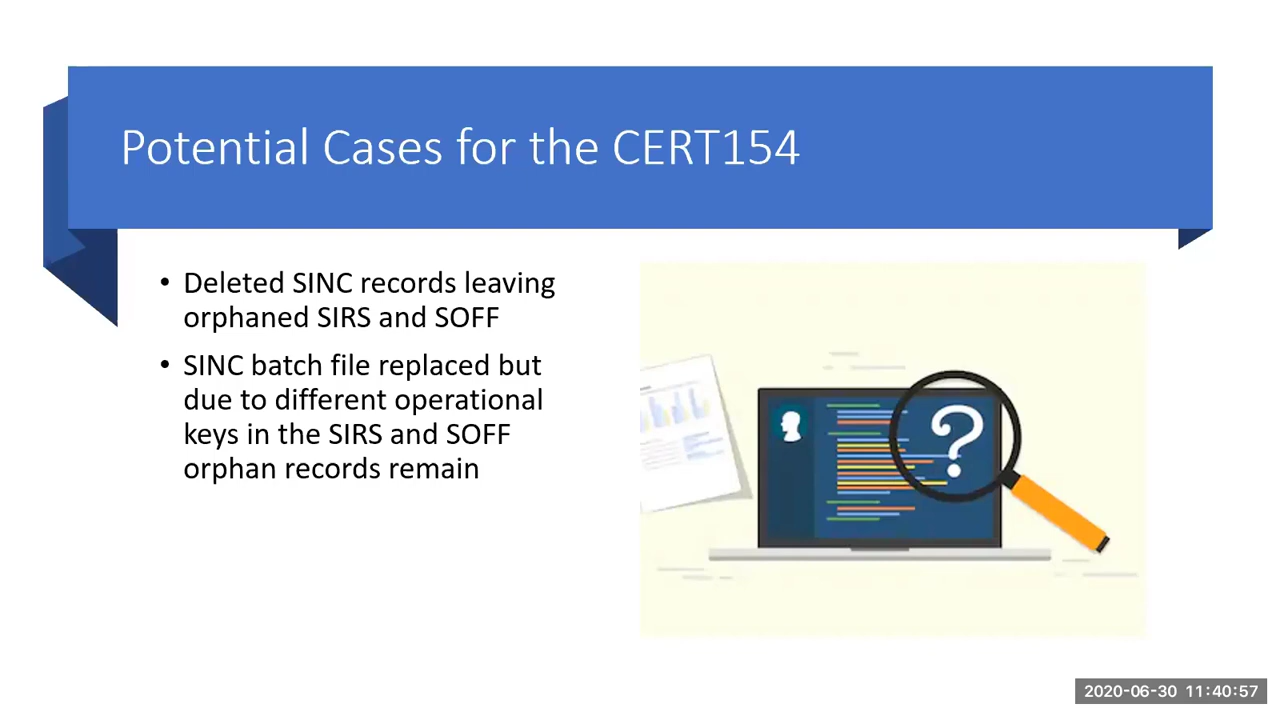 Potential Cases for the CERT154
• Deleted SINC records leaving
orphaned SIRS and SOFF
• SINC batch file replaced but
due to different operational
keys in the SIRS and SOFF
orphan records remain
?
2020-06-30 11:40:57